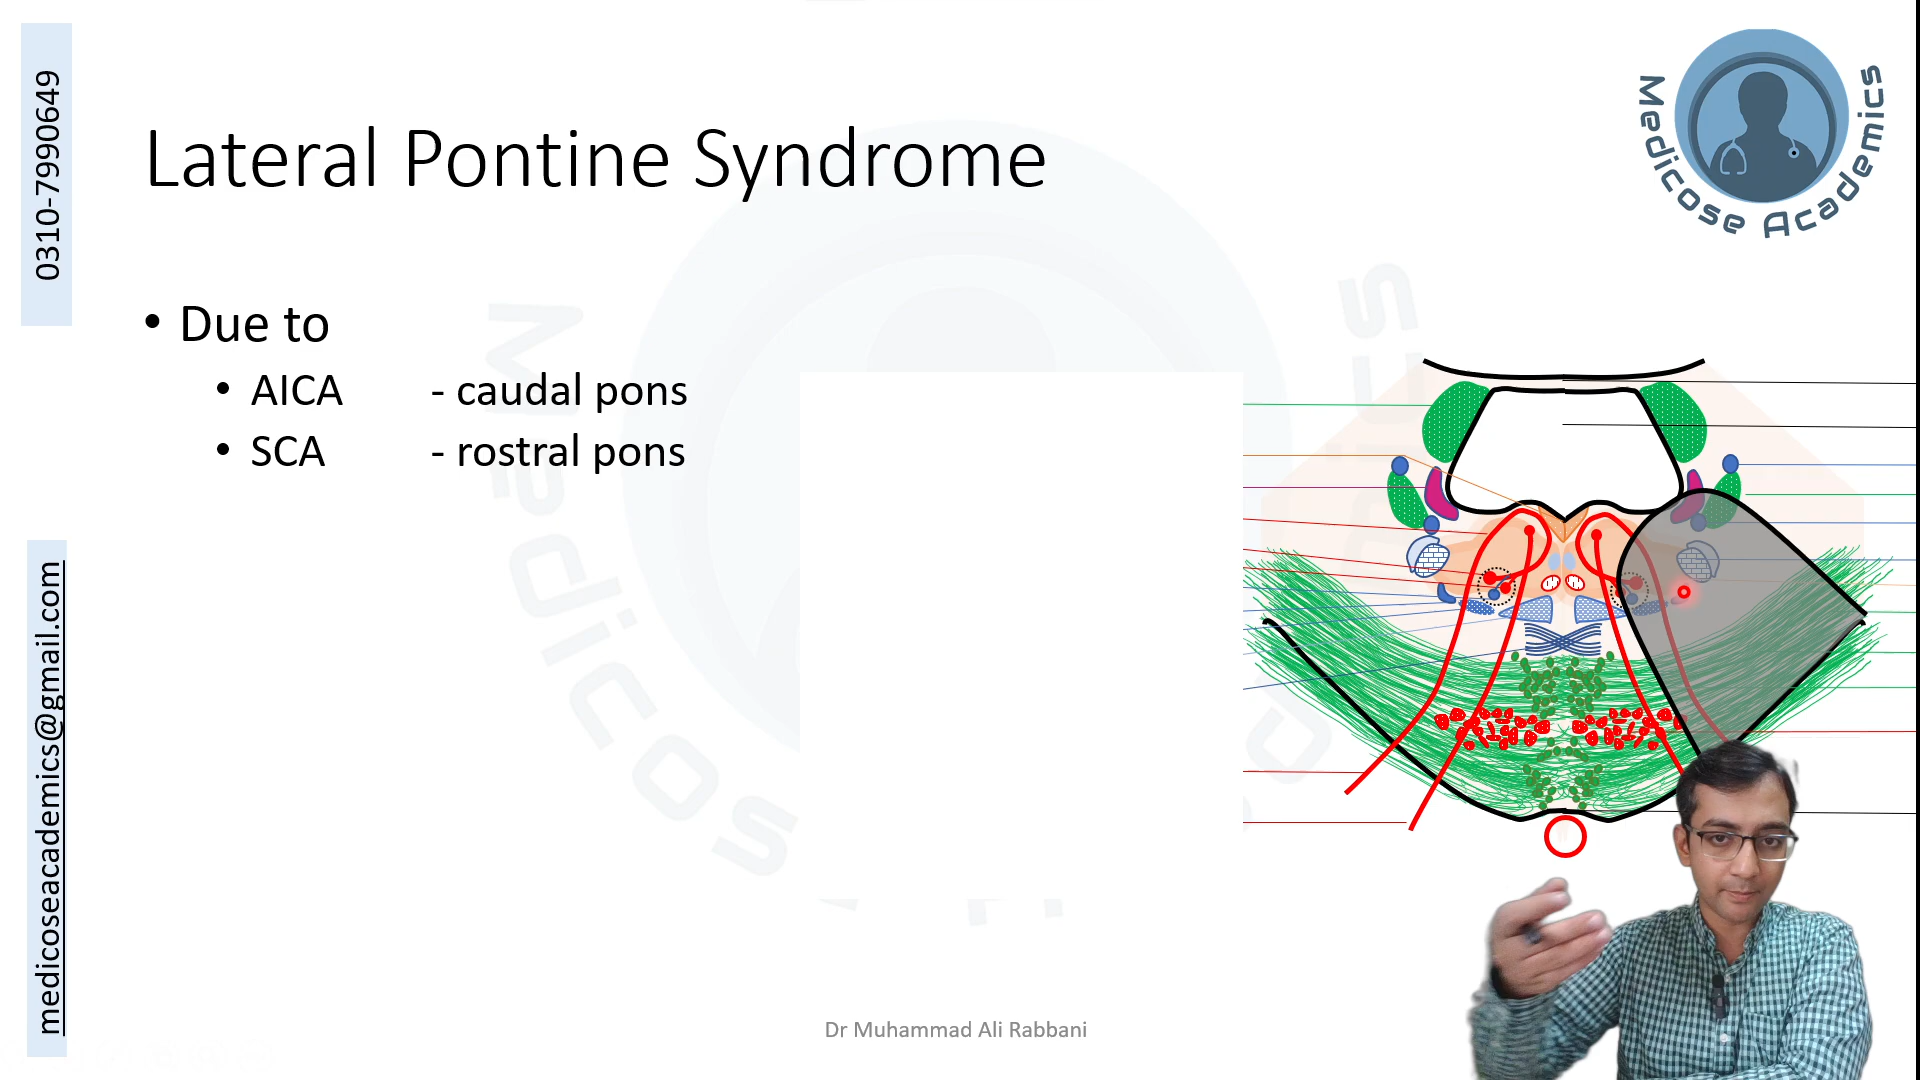 0310-7990649
medicoseacademics@gmail.com
Lateral Pontine Syndrome
Medicose Academics
• Due to
• AICA - caudal pons
• SCA - rostral pons
Dr Muhammad Ali Rabbani